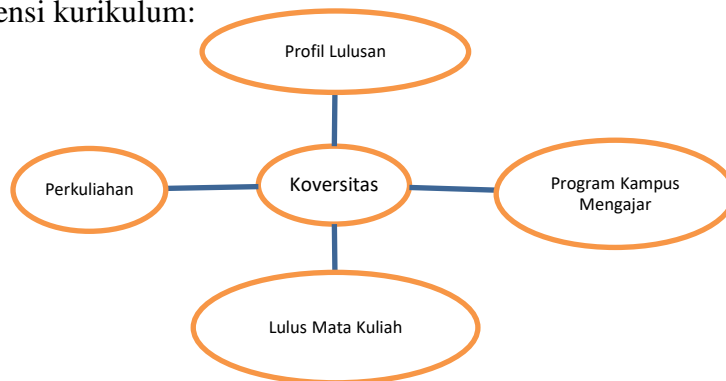 ensi kurikulum:
Profil Lulusan
Perkuliahan
Koversitas
Program Kampus
Mengajar
Lulus Mata Kuliah